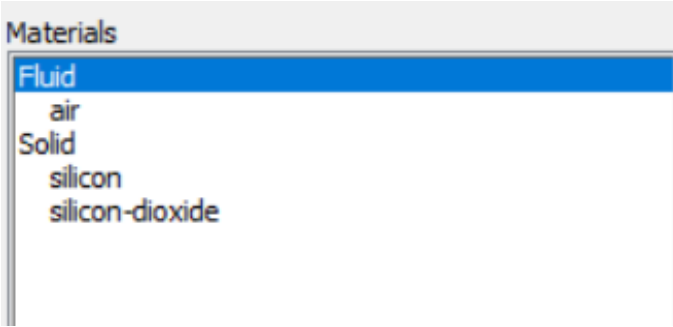 Materials
Fluid
air
Solid
silicon
silicon-dioxide